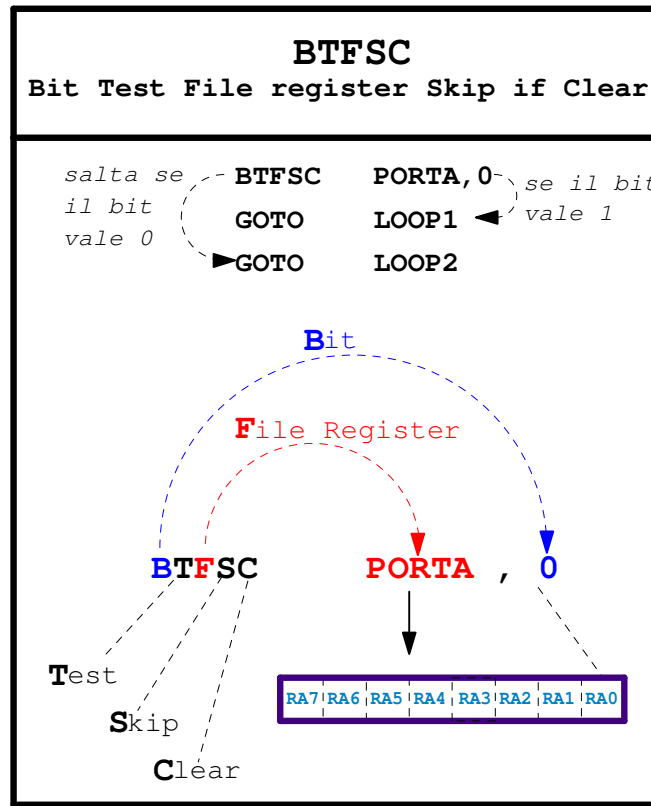 BTFSC
Bit Test File register Skip if Clear
salta se BTFSC PORTA,0 se il bit
il bit GOTO LOOP1 vale 1
vale 0
GOTO LOOP2
Bit
File Register
BTFSC PORTA , 0
Test
RA7 RA6 RA5 RA4 RA3 RA2 RA1 RA0
Skip
Clear